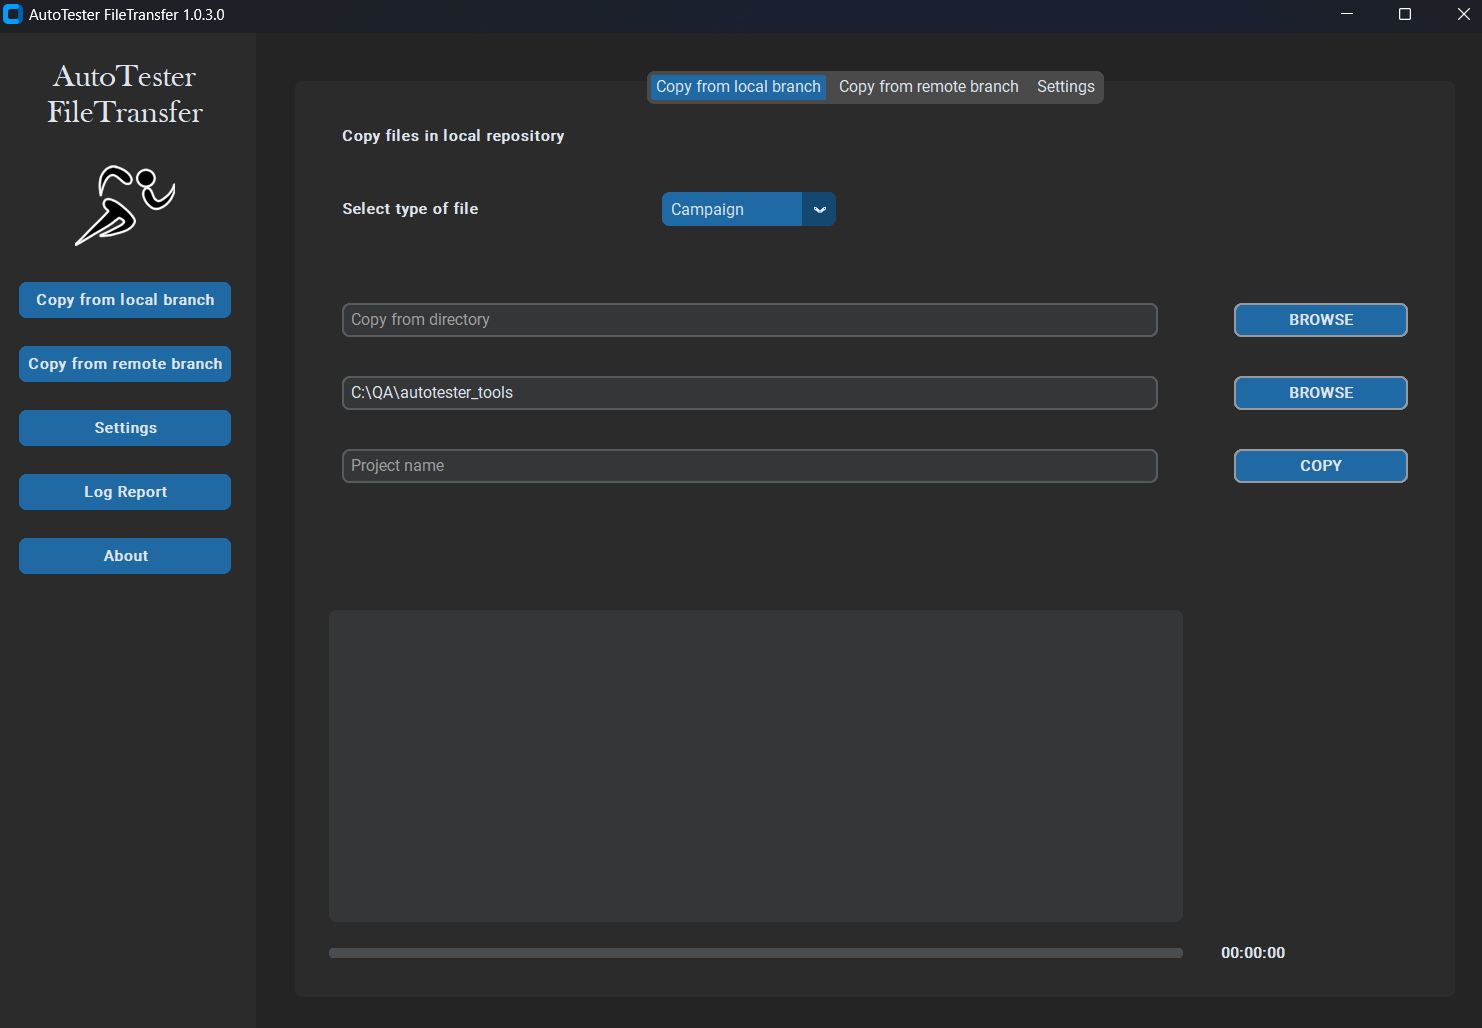 AutoTester FileTransfer 1.0.3.0
AutoTester
FileTransfer
Copy from local branch
Copy from remote branch
Settings
Log Report
About
Copy from local branch Copy from remote branch Settings
Copy files in local repository
Select type of file Campaign
Copy from directory BROWSE
C:\QA\autotester_tools BROWSE
Project name COPY
00:00:00